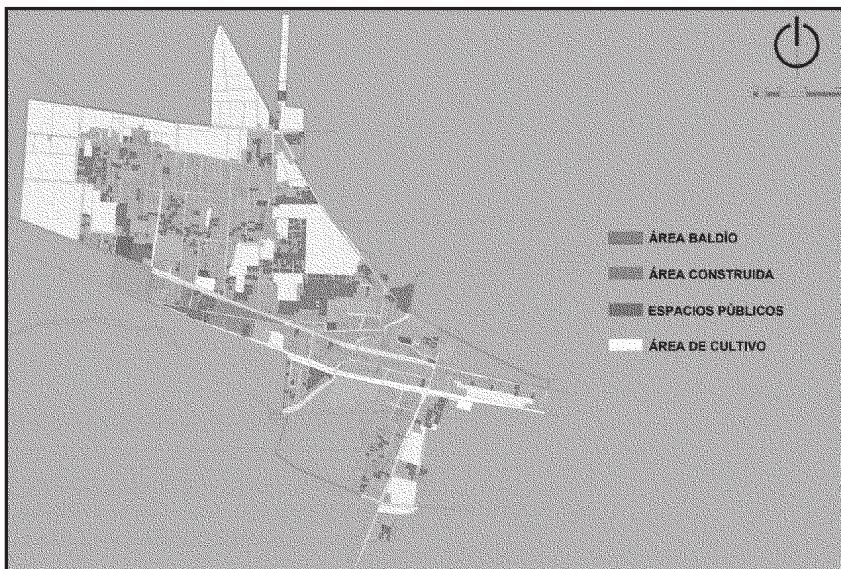 ÁREA BALDÍO
ÁREA CONSTRUIDA
ESPACIOS PÚBLICOS
ÁREA DE CULTIVO